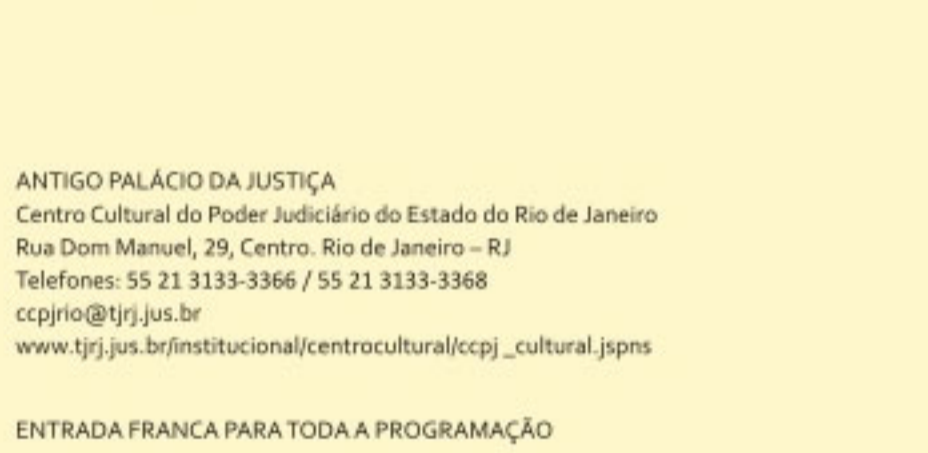 ANTIGO PALÁCIO DA JUSTIÇA
Centro Cultural do Poder Judiciário do Estado do Rio de Janeiro
Rua Dom Manuel, 29, Centro. Rio de Janeiro – RJ
Telefones: 55 21 3133-3366 / 55 21 3133-3368
ccpjrio@tjrj.jus.br
www.tjrj.jus.br/institucional/centrocultural/ccpj _cultural.jspns
ENTRADA FRANCA PARA TODA A PROGRAMAÇÃO